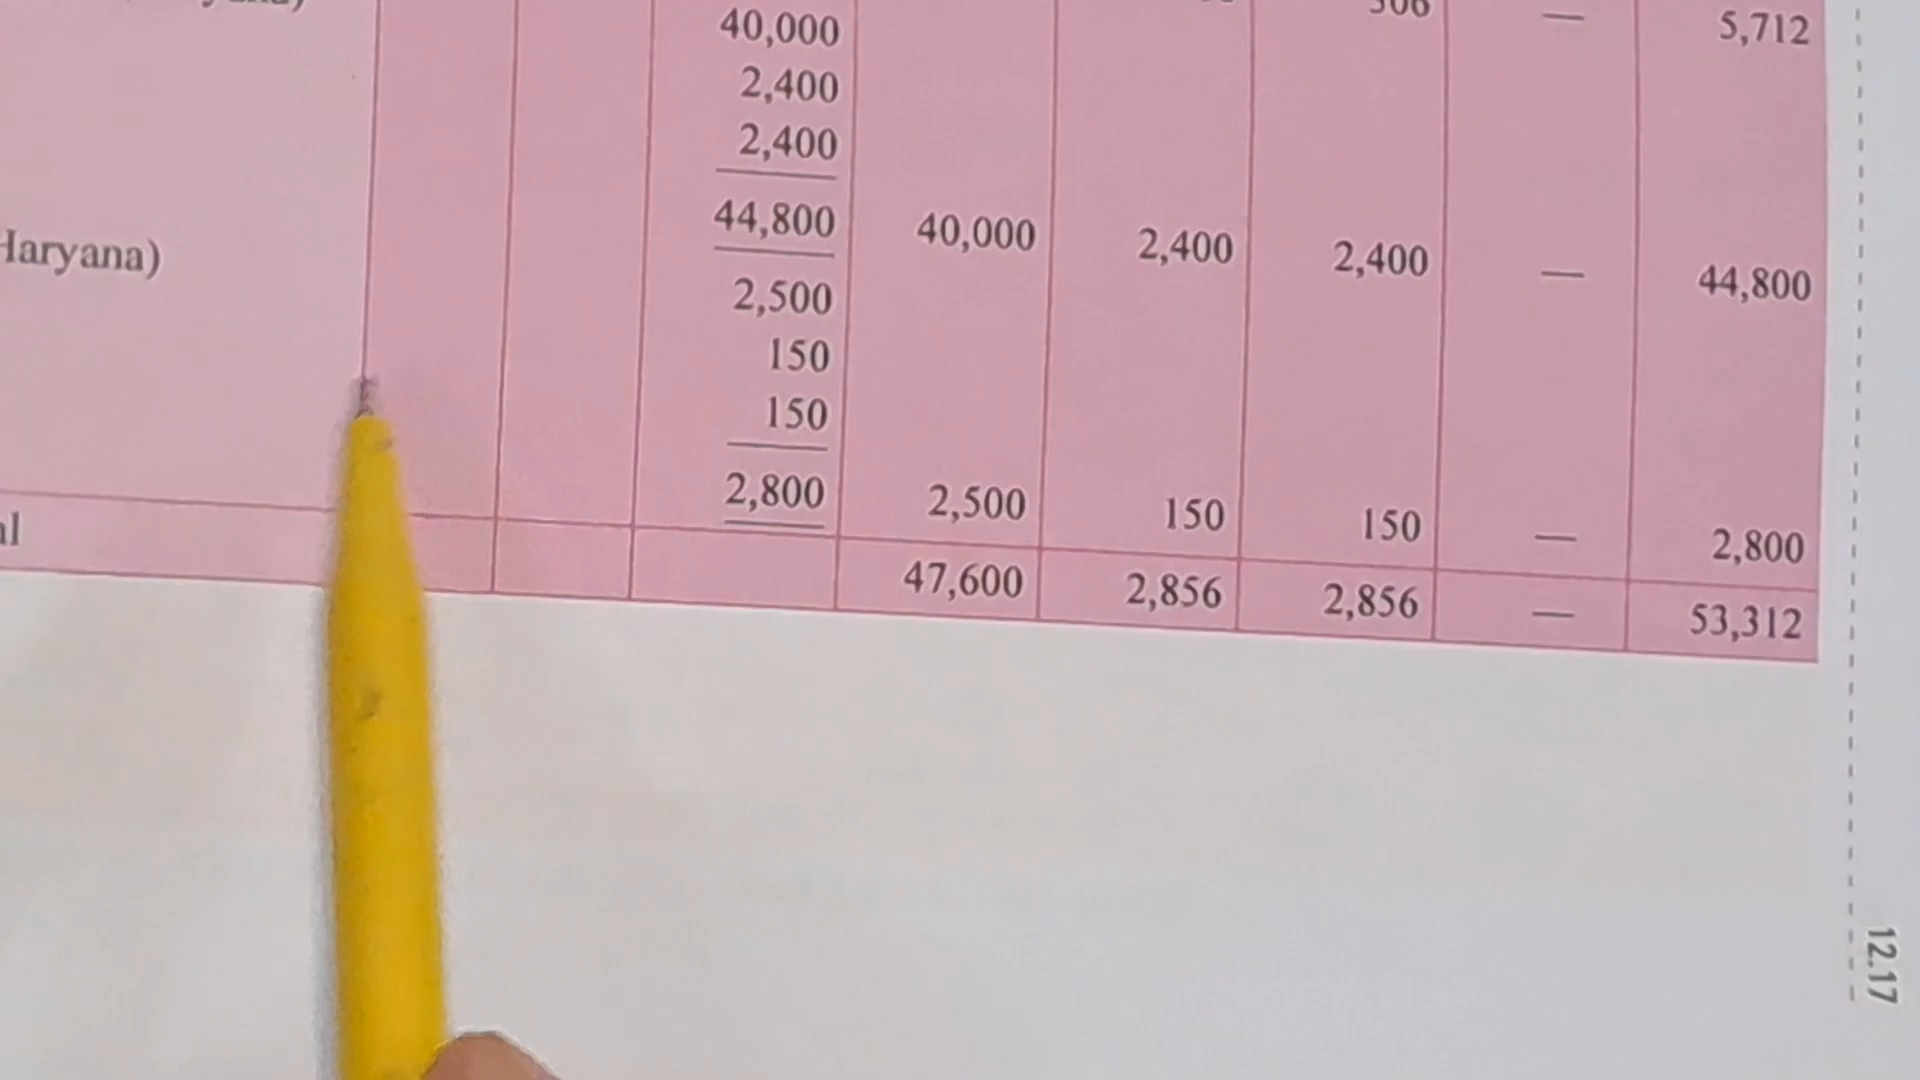 40,000 5,712
2,400
2,400
44,800 40,000 2,400 2,400 — 44,800
Haryana)
2,500
150
150
2,800 2,500 150 150 — 2,800
47,600 2,856 2,856 — 53,312
12.17